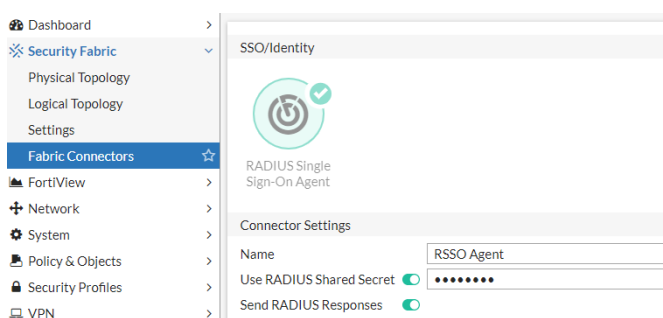 Dashboard
Security Fabric
Physical Topology
Logical Topology
Settings
Fabric Connectors
FortiView
Network
System
Policy & Objects
Security Profiles
VPN
SSO/Identity
RADIUS Single
Sign-On Agent
Connector Settings
Name RSSO Agent
Use RADIUS Shared Secret ••••••••
Send RADIUS Responses